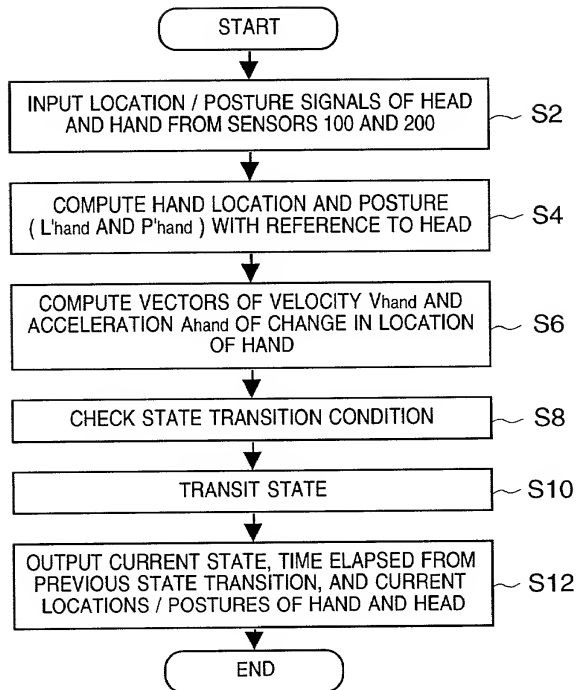 START
INPUT LOCATION / POSTURE SIGNALS OF HEAD
AND HAND FROM SENSORS 100 AND 200
S2
COMPUTE HAND LOCATION AND POSTURE
( L'hand AND P'hand ) WITH REFERENCE TO HEAD
S4
COMPUTE VECTORS OF VELOCITY Vhand AND
ACCELERATION Ahand OF CHANGE IN LOCATION
OF HAND
S6
CHECK STATE TRANSITION CONDITION
S8
TRANSIT STATE
S10
OUTPUT CURRENT STATE, TIME ELAPSED FROM
PREVIOUS STATE TRANSITION, AND CURRENT
LOCATIONS / POSTURES OF HAND AND HEAD
S12
END